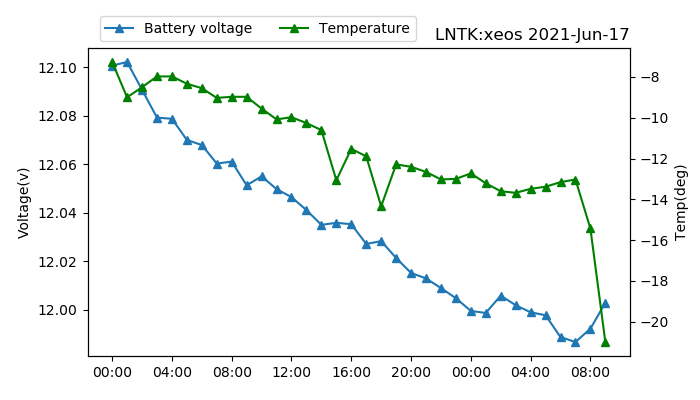 Battery voltage Temperature
LNTK:xeos 2021-Jun-17
12.10
12.08
12.06
12.04
12.02
12.00
Voltage(v)
−8
−10
−12
−14
−16
−18
−20
Temp(deg)
00:00 04:00 08:00 12:00 16:00 20:00 00:00 04:00 08:00